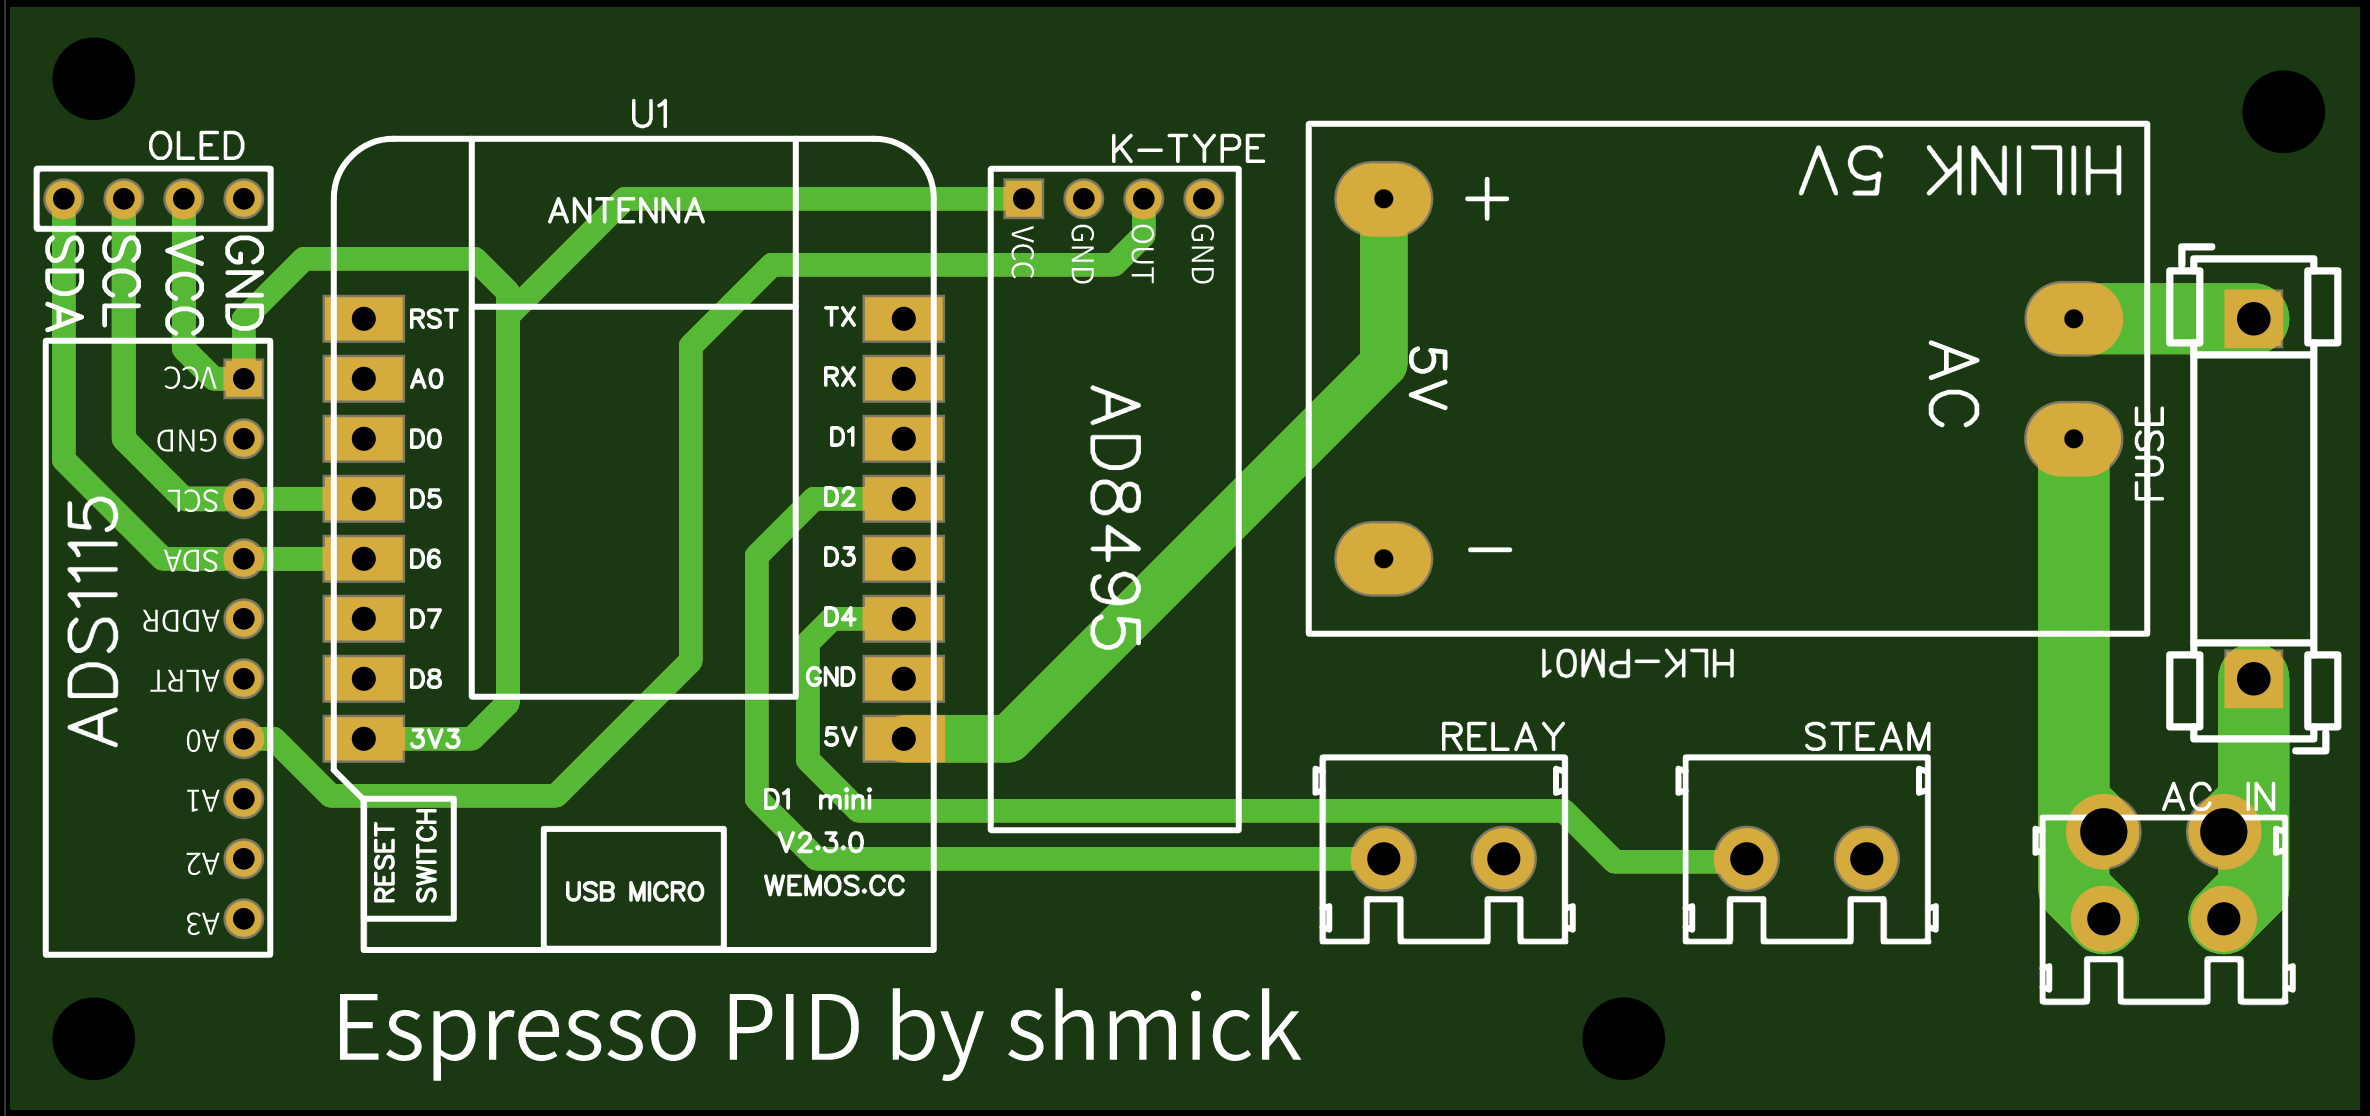 OLED
SDA
SCL
VCC
GND
ADS1115
VCC
GND
SCL
SDA
ADDR
ALRT
A0
A1
A2
A3
U1
ANTENNA
RST
A0
D0
D5
D6
D7
D8
3V3
TX
RX
D1
D2
D3
D4
GND
5V
RESET
SWITCH
USB MICRO
D1 mini
V2.3.0
WEMOS.CC
K-TYPE
VCC
GND
OUT
GND
AD8495
HILINK 5V
+
5V
−
AC
HLK-PM01
FUSE
RELAY
STEAM
AC IN
Espresso PID by shmick